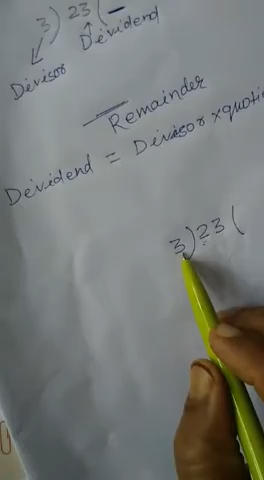 3) 23 (
Dividend
Divisor
Remainder
Dividend = Divisor × quoti
3) 23 (